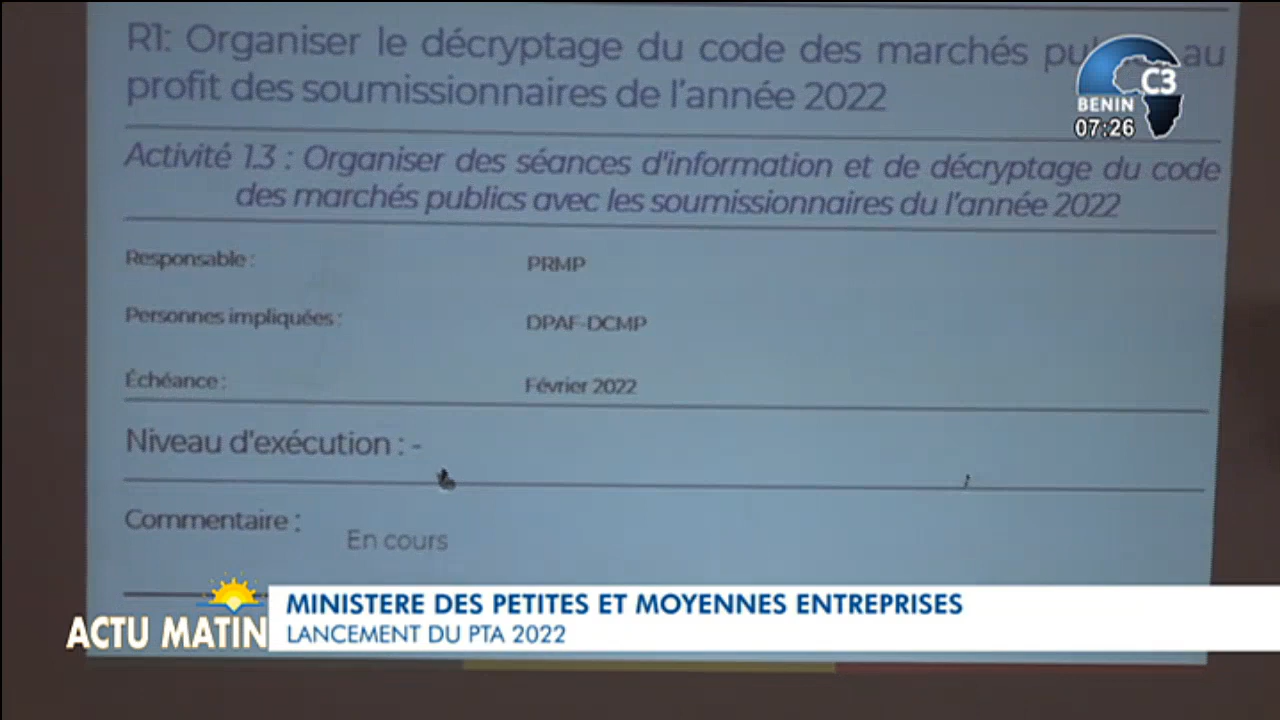 R1: Organiser le décryptage du code des marchés au
profit des soumissionnaires de l'année 2022
C3
BENIN
07:26
Activité 1.3 : Organiser des séances d'information et de décryptage du code
des marchés publics avec les soumissionnaires du l'année 2022
Responsable : PRMP
Personnes impliquées : DPAF-DCMP
Échéance : Février 2022
Niveau d'exécution : -
Commentaire : En cours
ACTU MATIN
MINISTERE DES PETITES ET MOYENNES ENTREPRISES
LANCEMENT DU PTA 2022